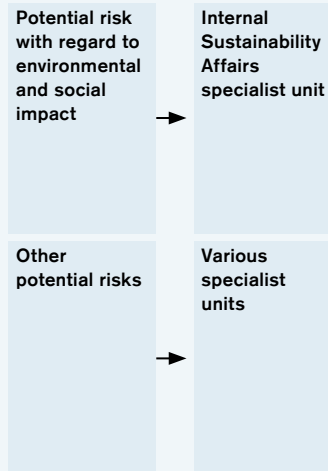 Potential risk
with regard to
environmental
and social
impact
Internal
Sustainability
Affairs
specialist unit
Other
potential risks
Various
specialist
units